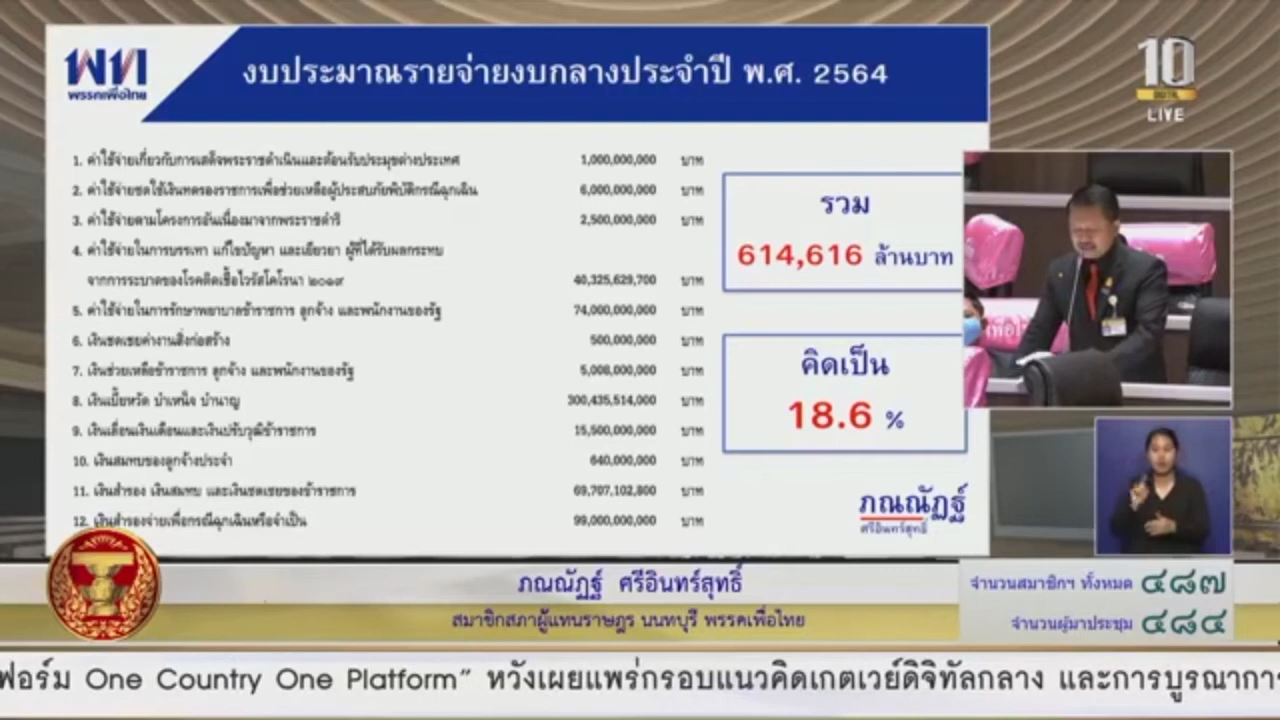 พท
พรรคเพื่อไทย
งบประมาณรายจ่ายงบกลางประจำปี พ.ศ. 2564
10
DIGITAL
LIVE
1. ค่าใช้จ่ายเกี่ยวกับการเสด็จพระราชดำเนินและต้อนรับประมุขต่างประเทศ 1,000,000,000 บาท
2. ค่าใช้จ่ายชดใช้เงินทดรองราชการเพื่อช่วยเหลือผู้ประสบภัยพิบัติกรณีฉุกเฉิน 6,000,000,000 บาท
3. ค่าใช้จ่ายตามโครงการอันเนื่องมาจากพระราชดำริ 2,500,000,000 บาท
4. ค่าใช้จ่ายในการบรรเทา แก้ไขปัญหา และเยียวยา ผู้ที่ได้รับผลกระทบ
จากการระบาดของโรคติดเชื้อไวรัสโคโรนา ๒๐๑๙ 40,325,629,700 บาท
5. ค่าใช้จ่ายในการรักษาพยาบาลข้าราชการ ลูกจ้าง และพนักงานของรัฐ 74,000,000,000 บาท
6. เงินชดเชยค่างานสิ่งก่อสร้าง 500,000,000 บาท
7. เงินช่วยเหลือข้าราชการ ลูกจ้าง และพนักงานของรัฐ 5,008,000,000 บาท
8. เงินเบี้ยหวัด บำเหน็จ บำนาญ 300,435,514,000 บาท
9. เงินเลื่อนเงินเดือนและเงินปรับวุฒิข้าราชการ 15,500,000,000 บาท
10. เงินสมทบของลูกจ้างประจำ 640,000,000 บาท
11. เงินสำรอง เงินสมทบ และเงินชดเชยของข้าราชการ 69,707,102,800 บาท
12. เงินสำรองจ่ายเพื่อกรณีฉุกเฉินหรือจำเป็น 99,000,000,000 บาท
รวม
614,616 ล้านบาท
คิดเป็น
18.6 %
ภณณัฏฐ์
ศรีอินทร์สุทธิ์
ภณณัฏฐ์ ศรีอินทร์สุทธิ์
สมาชิกสภาผู้แทนราษฎร นนทบุรี พรรคเพื่อไทย
จำนวนสมาชิกฯ ทั้งหมด ๔๘๗
จำนวนผู้มาประชุม ๔๘๔
ฟอร์ม One Country One Platform” หวังเผยแพร่กรอบแนวคิดเกตเวย์ดิจิทัลกลาง และการบูรณาการ